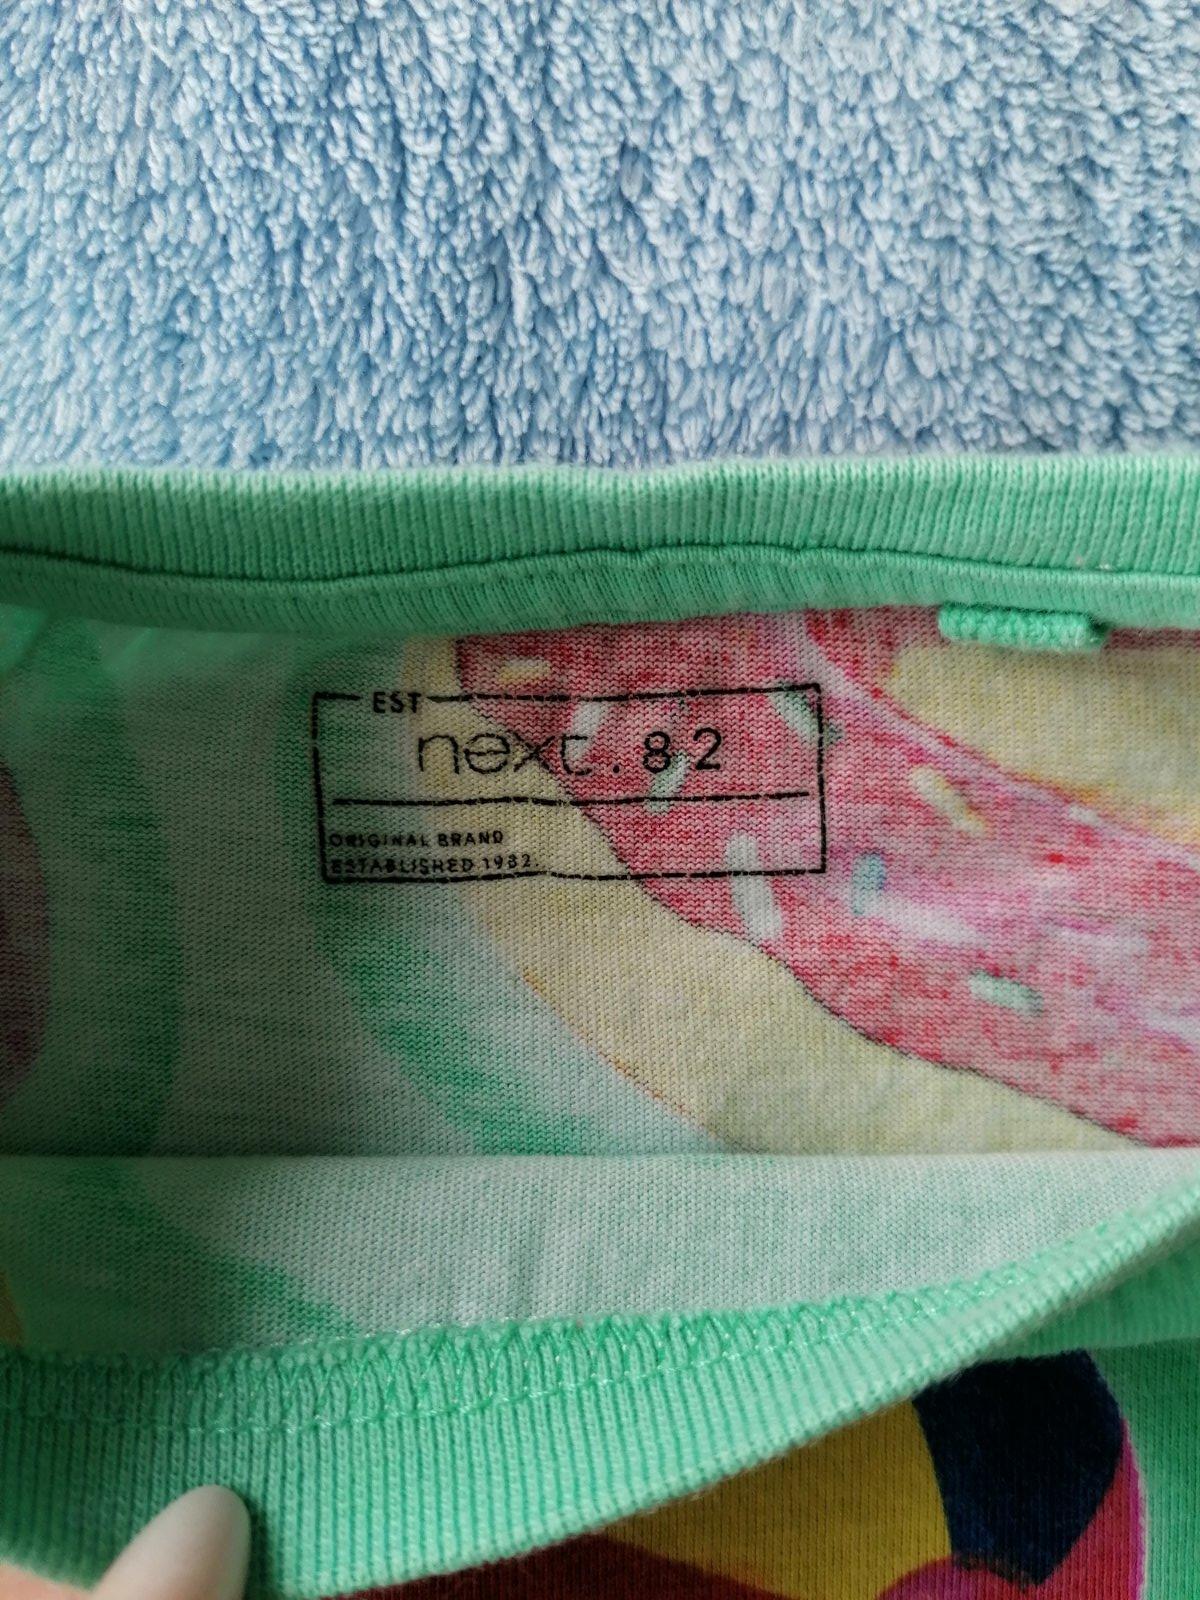 EST
next.82
ORIGINAL BRAND
ESTABLISHED 1982.